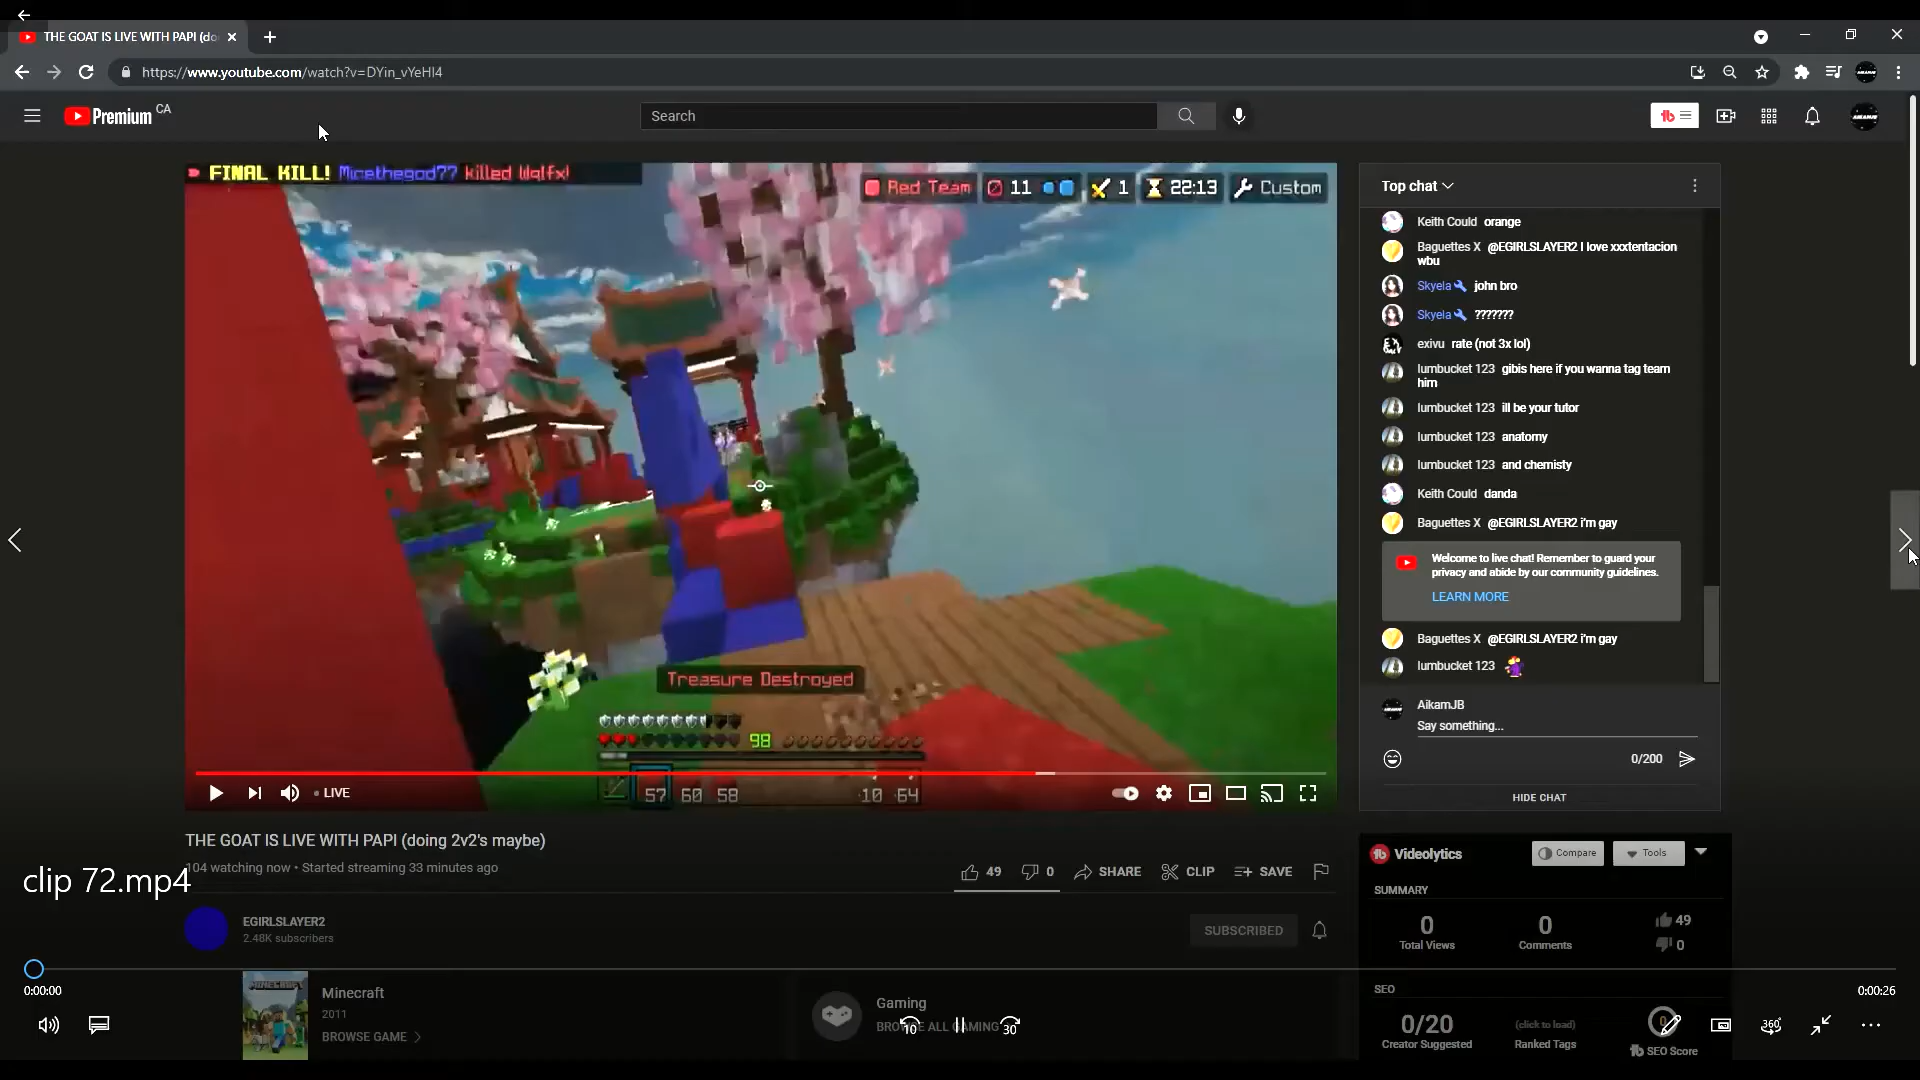 THE GOAT IS LIVE WITH PAPI (do
https://www.youtube.com/watch?v=DYin_vYeHI4
Premium CA
Search
FINAL KILL! Micethegod77 killed Wqlfx!
Red Team 11 1 22:13 Custom
Treasure Destroyed
98
57 60 58 10 64
LIVE
Top chat
Keith Could orange
Baguettes X @EGIRLSLAYER2 I love xxxtentacion
wbu
Skyela john bro
Skyela ???????
exivu rate (not 3x lol)
lumbucket 123 gibis here if you wanna tag team
him
lumbucket 123 ill be your tutor
lumbucket 123 anatomy
lumbucket 123 and chemisty
Keith Could danda
Baguettes X @EGIRLSLAYER2 i'm gay
Welcome to live chat! Remember to guard your
privacy and abide by our community guidelines.
LEARN MORE
Baguettes X @EGIRLSLAYER2 i'm gay
lumbucket 123
AikamJB
Say something...
0/200
HIDE CHAT
THE GOAT IS LIVE WITH PAPI (doing 2v2's maybe)
104 watching now • Started streaming 33 minutes ago
49 0 SHARE CLIP SAVE
clip 72.mp4
EGIRLSLAYER2
2.48K subscribers
SUBSCRIBED
Videolytics Compare Tools
SUMMARY
0 0 49
Total Views Comments 0
0:00:00
0:00:26
MINECRAFT
Minecraft
2011
BROWSE GAME
Gaming
BROWSE ALL GAMING
10 30
SEO
0/20 (click to load) 0
Creator Suggested Ranked Tags SEO Score
360°